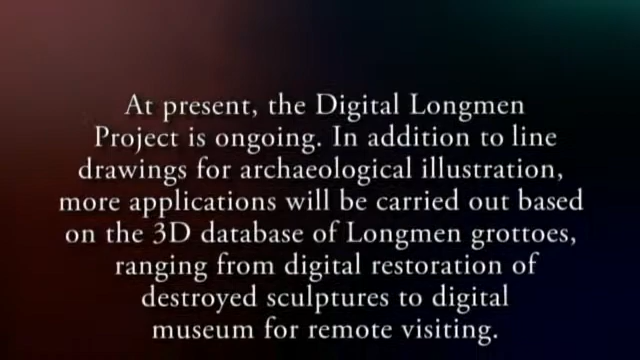 At present, the Digital Longmen
Project is ongoing. In addition to line
drawings for archaeological illustration,
more applications will be carried out based
on the 3D database of Longmen grottoes,
ranging from digital restoration of
destroyed sculptures to digital
museum for remote visiting.